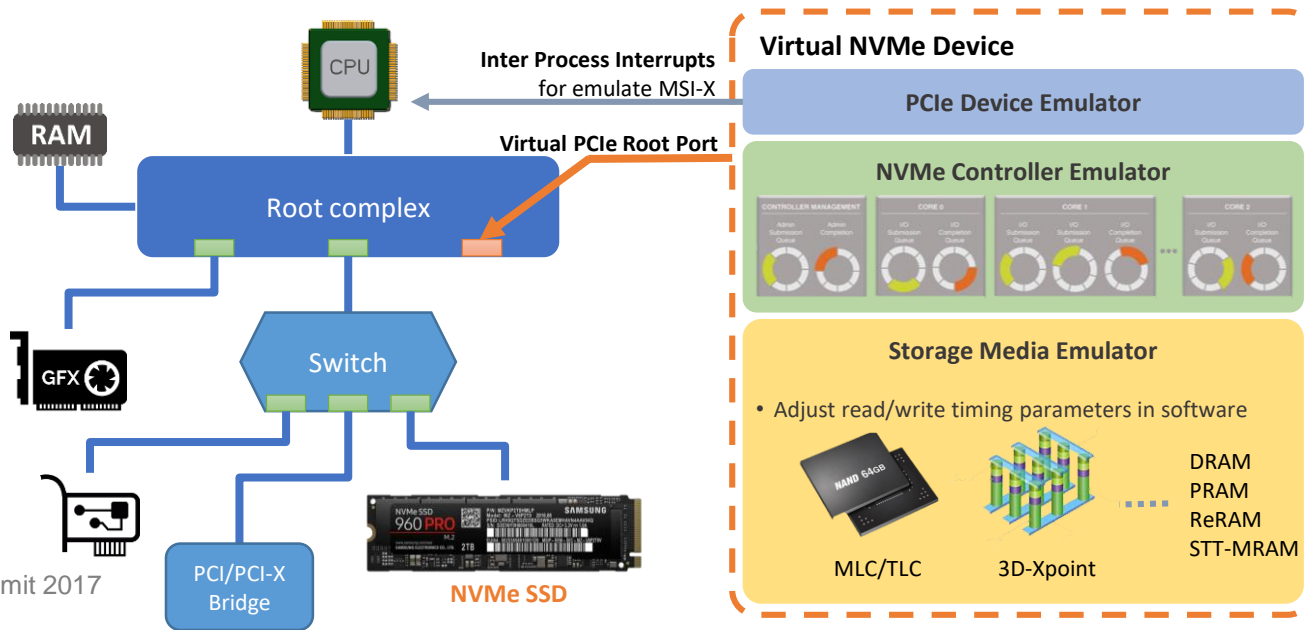 CPU
RAM
Root complex
Inter Process Interrupts
for emulate MSI-X
Virtual PCIe Root Port
GFX
Switch
PCI/PCI-X
Bridge
NVMe SSD
960 PRO
M.2
SAMSUNG
2TB
NVMe SSD
mit 2017
Virtual NVMe Device
PCIe Device Emulator
NVMe Controller Emulator
CONTROLLER MANAGEMENT
Admin
Submission
Queue
Admin
Completion
CORE 0
I/O
Submission
Queue
I/O
Completion
Queue
CORE 1
I/O
Submission
Queue
I/O
Submission
Queue
I/O
Completion
Queue
CORE 2
I/O
Submission
Queue
I/O
Completion
Queue
Storage Media Emulator
• Adjust read/write timing parameters in software
NAND 64GB
MLC/TLC
3D-Xpoint
DRAM
PRAM
ReRAM
STT-MRAM